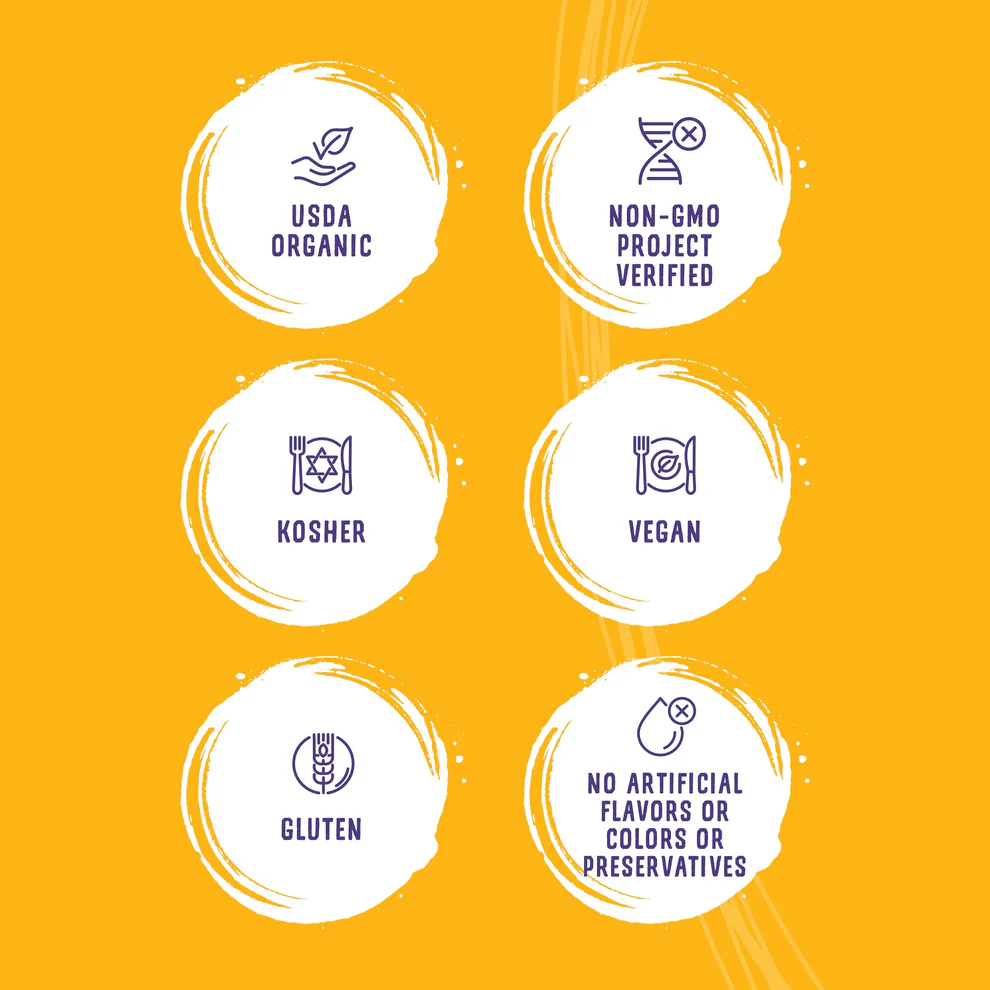 USDA
ORGANIC
NON-GMO
PROJECT
VERIFIED
KOSHER
VEGAN
GLUTEN
NO ARTIFICIAL
FLAVORS OR
COLORS OR
PRESERVATIVES